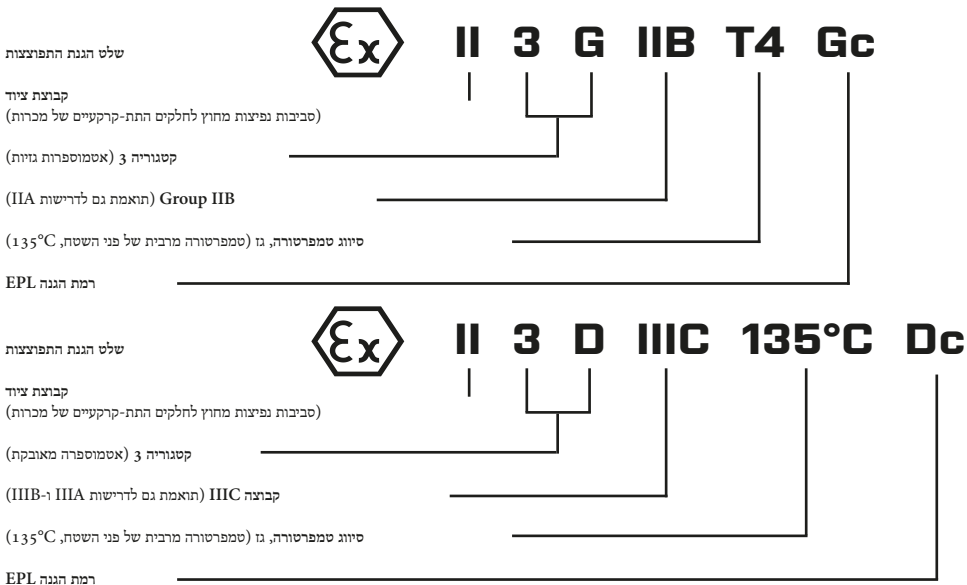 Ex II 3 G IIB T4 Gc
שלט הגנת התפוצצות
קבוצת ציוד
(סביבות נפיצות מחוץ לחלקים התת-קרקעיים של מכרות)
קטגוריה 3 (אטמוספרות גזיות)
Group IIB (תואמת גם לדרישות IIA)
סיווג טמפרטורה, גז (טמפרטורה מרבית של פני השטח, 135°C)
רמת הגנה EPL
Ex II 3 D IIIC 135°C Dc
שלט הגנת התפוצצות
קבוצת ציוד
(סביבות נפיצות מחוץ לחלקים התת-קרקעיים של מכרות)
קטגוריה 3 (אטמוספרה מאובקת)
קבוצה IIIC (תואמת גם לדרישות IIIA ו-IIIB)
סיווג טמפרטורה, גז (טמפרטורה מרבית של פני השטח, 135°C)
רמת הגנה EPL